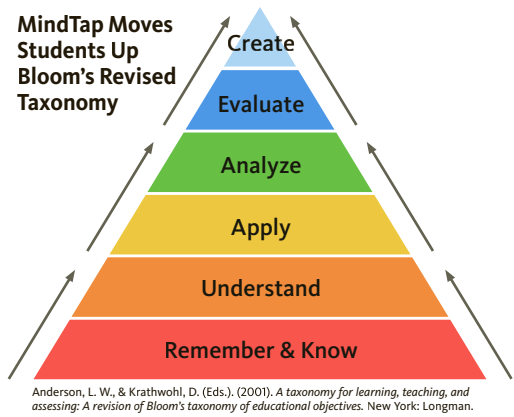 MindTap Moves
Students Up
Bloom's Revised
Taxonomy
Create
Evaluate
Analyze
Apply
Understand
Remember & Know
Anderson, L. W., & Krathwohl, D. (Eds.). (2001). A taxonomy for learning, teaching, and
assessing: A revision of Bloom's taxonomy of educational objectives. New York: Longman.